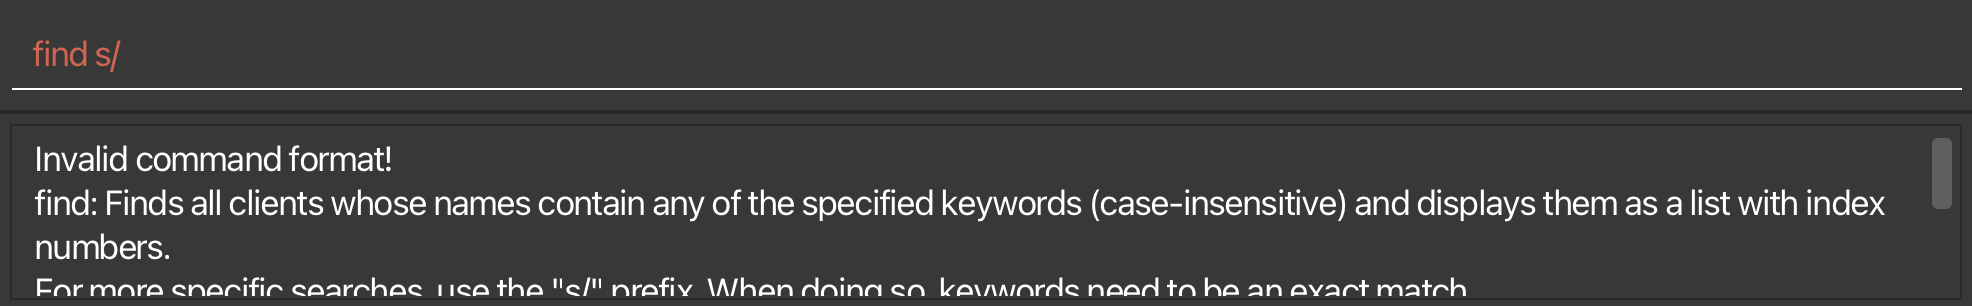 find s/
Invalid command format!
find: Finds all clients whose names contain any of the specified keywords (case-insensitive) and displays them as a list with index
numbers.
For more specific searches, use the "s/" prefix. When doing so, keywords need to be an exact match